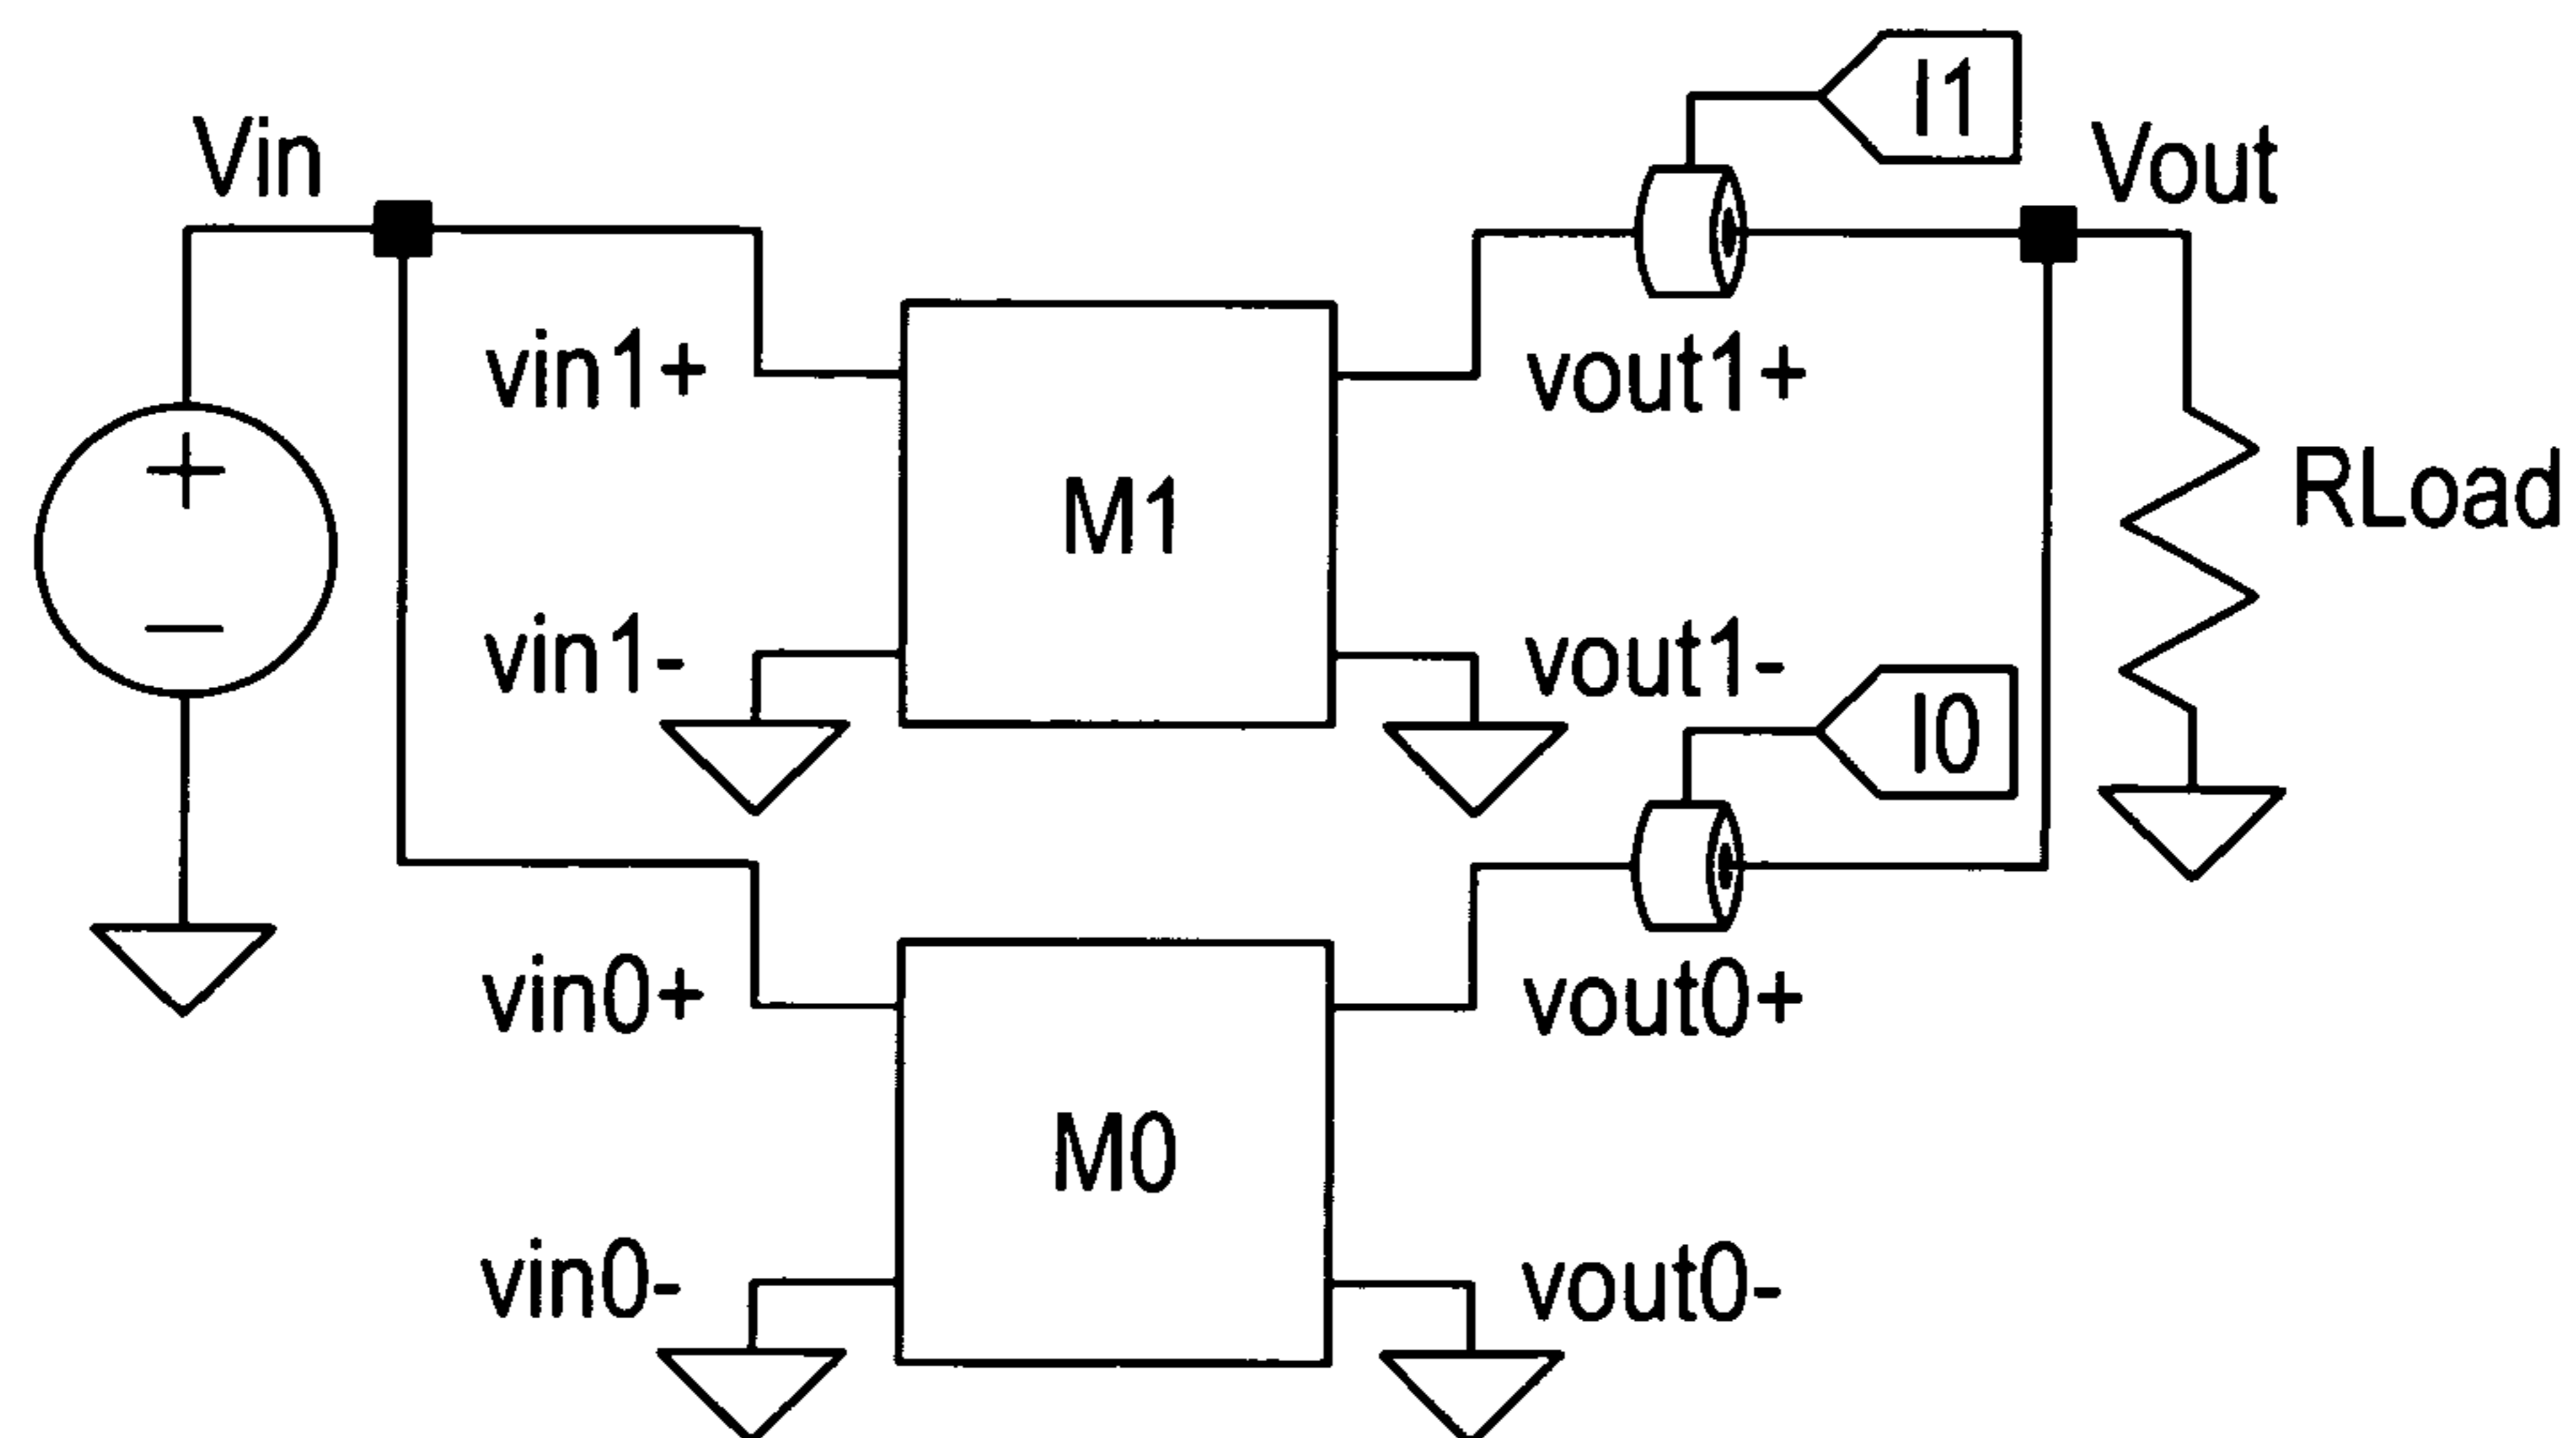 I1
Vin
Vout
vin1+
vout1+
RLoad
M1
vin1-
vout1-
I0
vin0+
vout0+
M0
vin0-
vout0-